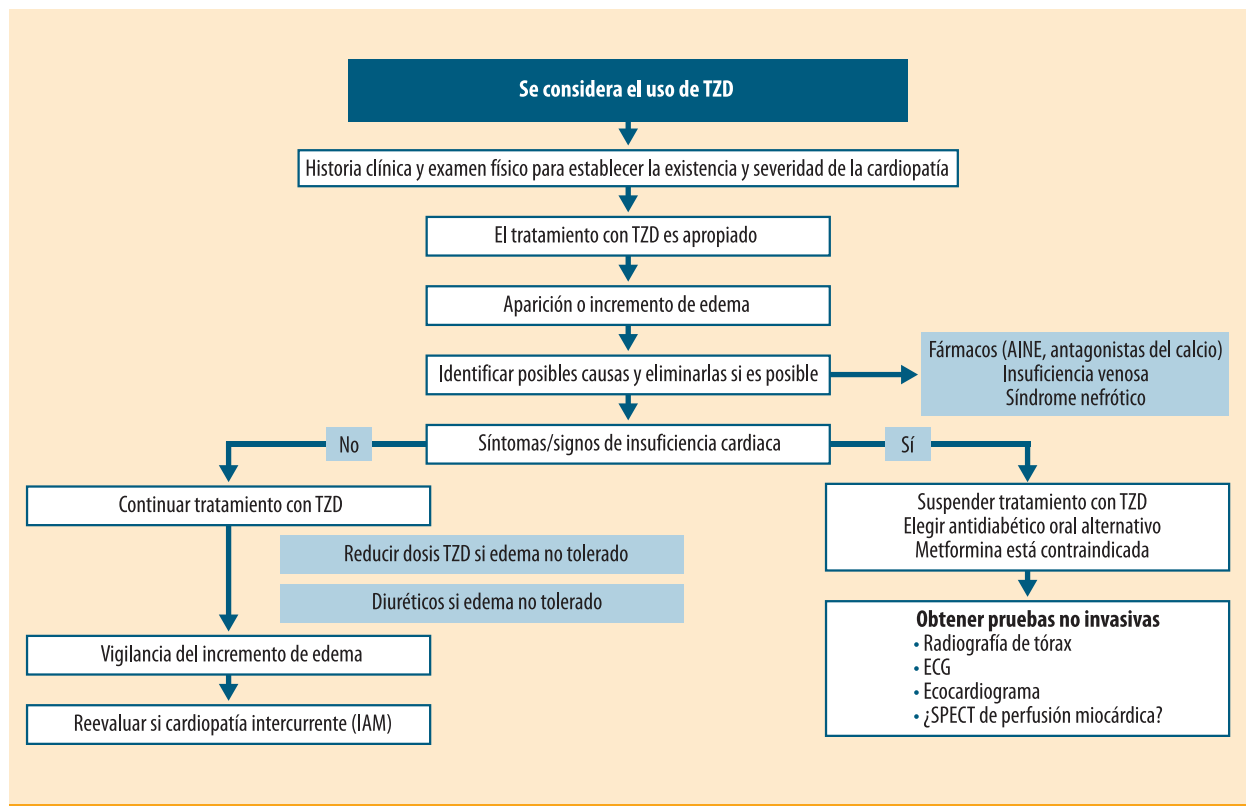 Se considera el uso de TZD
Historia clínica y examen físico para establecer la existencia y severidad de la cardiopatía
El tratamiento con TZD es apropiado
Aparición o incremento de edema
Identificar posibles causas y eliminarlas si es posible
Fármacos (AINE, antagonistas del calcio)
Insuficiencia venosa
Síndrome nefrótico
Síntomas/signos de insuficiencia cardiaca
No
Sí
Continuar tratamiento con TZD
Reducir dosis TZD si edema no tolerado
Diuréticos si edema no tolerado
Vigilancia del incremento de edema
Reevaluar si cardiopatía intercurrente (IAM)
Suspender tratamiento con TZD
Elegir antidiabético oral alternativo
Metformina está contraindicada
Obtener pruebas no invasivas
• Radiografía de tórax
• ECG
• Ecocardiograma
• ¿SPECT de perfusión miocárdica?